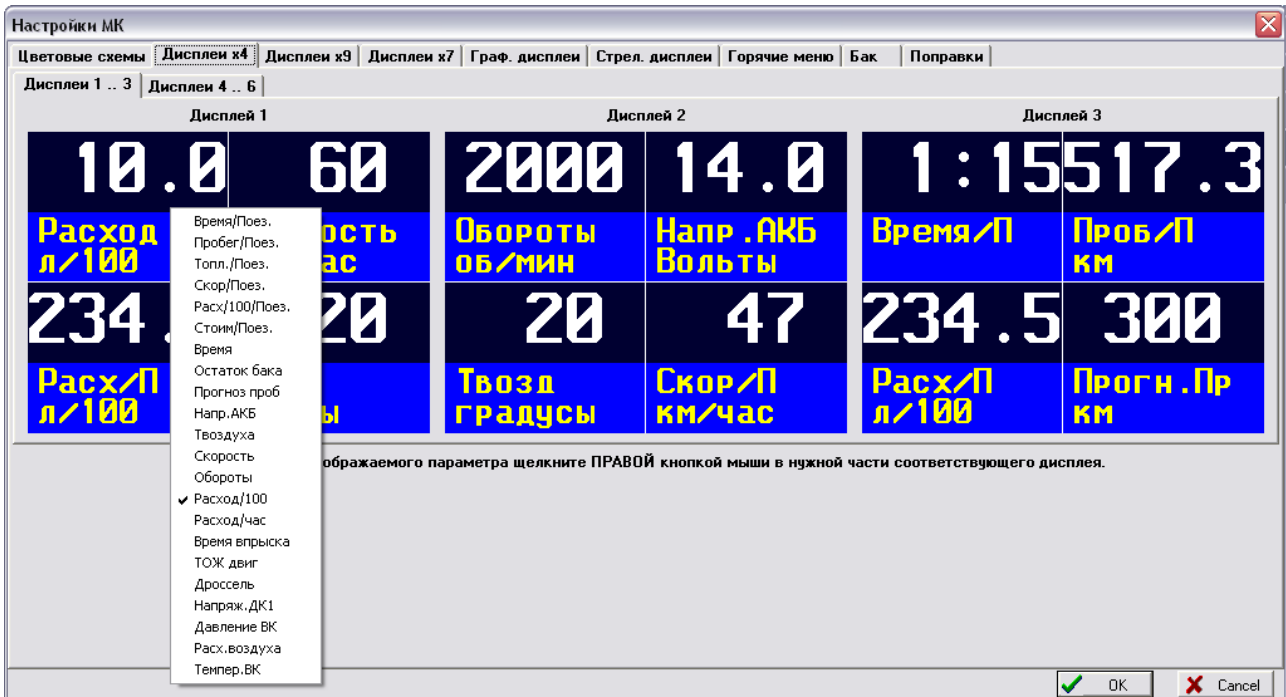 Настройки МК
Цветовые схемы Дисплеи x4 Дисплеи x9 Дисплеи x7 Граф. дисплеи Стрел. дисплеи Горячие меню Бак Поправки
Дисплеи 1 .. 3 Дисплеи 4 .. 6
Дисплей 1 Дисплей 2 Дисплей 3
10.0 60 2000 14.0 1:15 517.3
Расход ость Обороты Напр.АКБ Время/П Проб/П
л/100 ас об/мин Вольты км
234. 20 20 47 234.5 300
Расх/П Твозд Скор/П Расх/П Прогн.Пр
л/100 ы градусы км/час л/100 км
ображаемого параметра щелкните ПРАВОЙ кнопкой мыши в нужной части соответствующего дисплея.
Время/Поез.
Пробег/Поез.
Топл./Поез.
Скор/Поез.
Расх/100/Поез.
Стоим/Поез.
Время
Остаток бака
Прогноз проб
Напр.АКБ
Твоздуха
Скорость
Обороты
Расход/100
Расход/час
Время впрыска
ТОЖ двиг
Дроссель
Напряж.ДК1
Давление ВК
Расх.воздуха
Темпер.ВК
OK Cancel